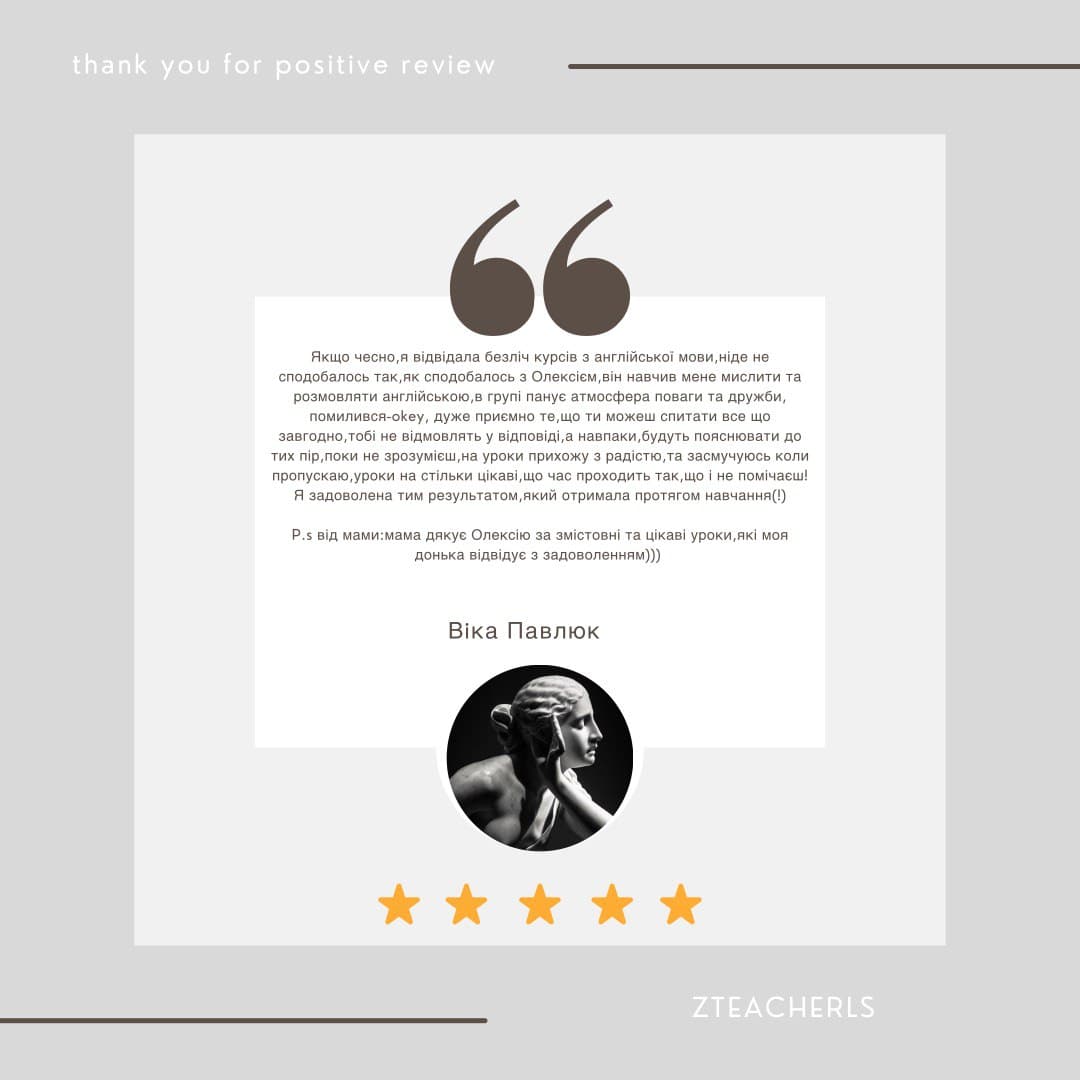 thank you for positive review
Якщо чесно,я відвідала безліч курсів з англійської мови,ніде не
сподобалось так,як сподобалось з Олексієм,він навчив мене мислити та
розмовляти англійською,в групі панує атмосфера поваги та дружби,
помилився-okey, дуже приємно те,що ти можеш спитати все що
завгодно,тобі не відмовлять у відповіді,а навпаки,будуть пояснювати до
тих пір,поки не зрозумієш,на уроки прихожу з радістю,та засмучуюсь коли
пропускаю,уроки на стільки цікаві,що час проходить так,що і не помічаєш!
Я задоволена тим результатом,який отримала протягом навчання(!)
P.s від мами:мама дякує Олексію за змістовні та цікаві уроки,які моя
донька відвідує з задоволенням)))
Віка Павлюк
ZTEACHERLS